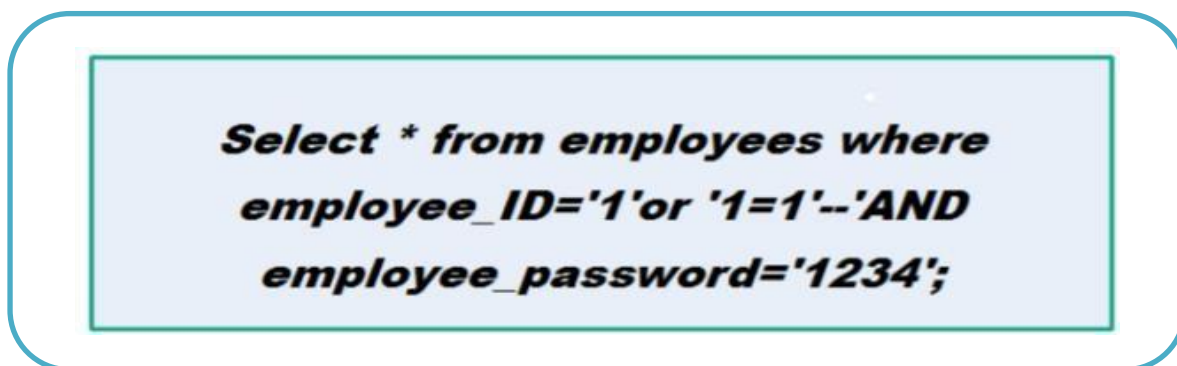 Select * from employees where
employee_ID='1'or '1=1'--'AND
employee_password='1234';